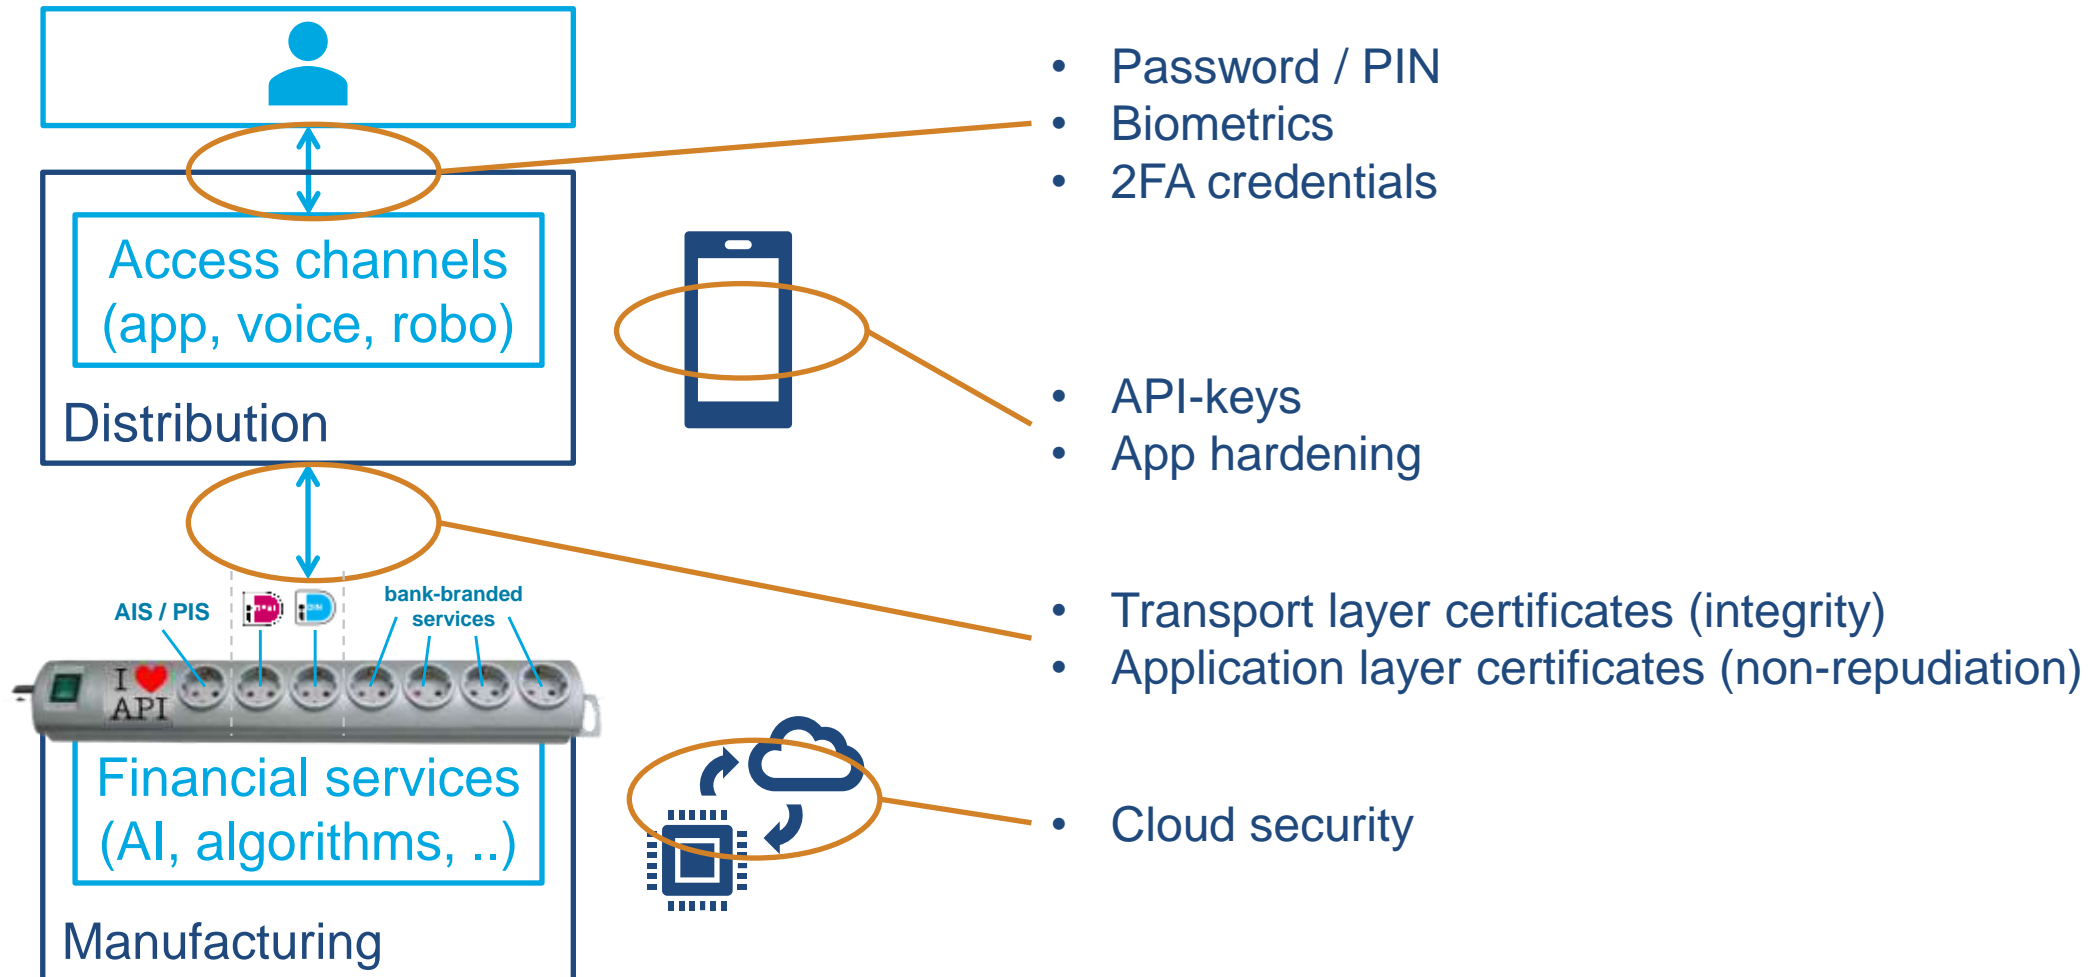 • Password / PIN
• Biometrics
• 2FA credentials
Access channels
(app, voice, robo)
Distribution
• API-keys
• App hardening
AIS / PIS
bank-branded
services
I ❤
API
• Transport layer certificates (integrity)
• Application layer certificates (non-repudiation)
Financial services
(AI, algorithms, ..)
Manufacturing
• Cloud security